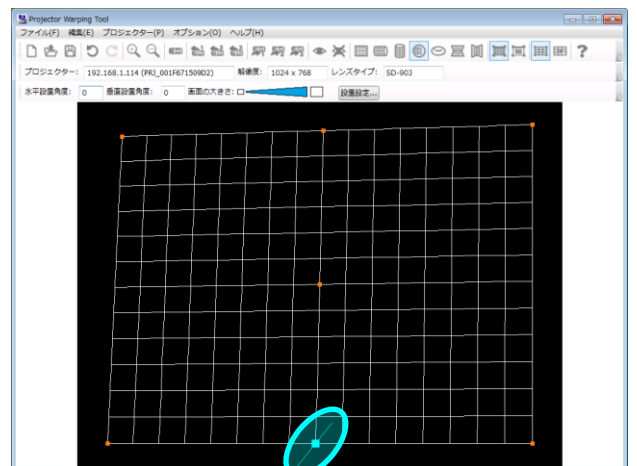 Projector Warping Tool
ファイル(F) 編集(E) プロジェクター(P) オプション(O) ヘルプ(H)
プロジェクター: 192.168.1.114 (PRJ_001F67150902) 解像度: 1024 x 768 レンズタイプ: SD-903
水平設置角度: 0 垂直設置角度: 0 画面の大きさ: 設置設定...